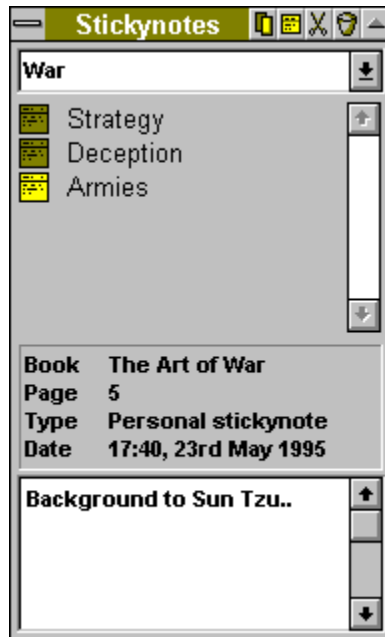 Stickynotes
War
Strategy
Deception
Armies
Book The Art of War
Page 5
Type Personal stickynote
Date 17:40, 23rd May 1995
Background to Sun Tzu..